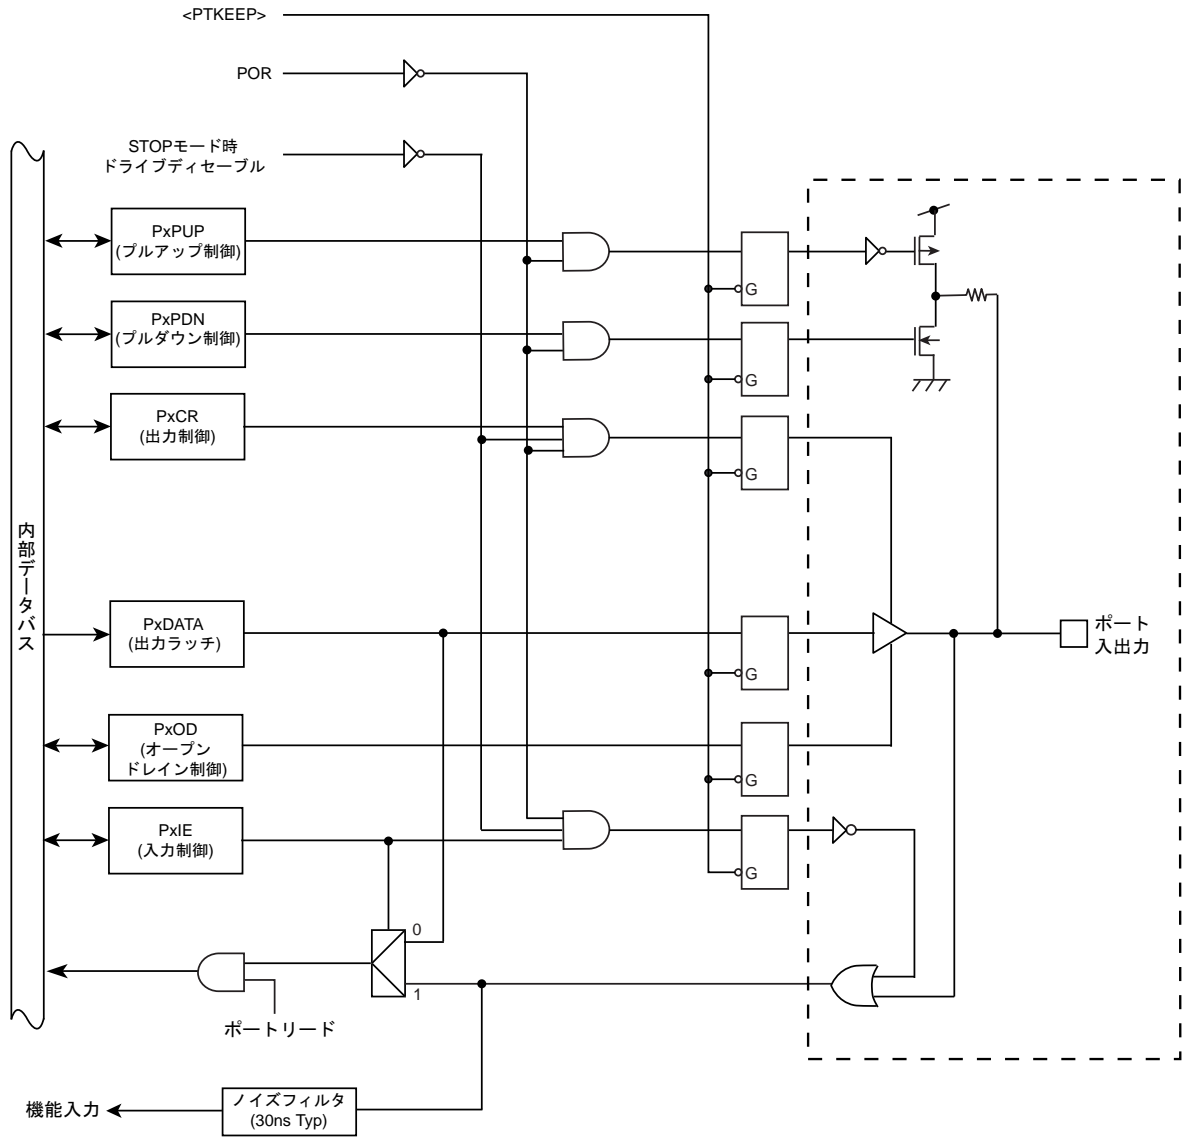 <PTKEEP>
POR
STOPモード時
ドライブディセーブル
PxPUP
(プルアップ制御)
G
PxPDN
(プルダウン制御)
G
PxCR
(出力制御)
G
内部データバス
PxDATA
(出力ラッチ)
G
ポート
入出力
PxOD
(オープン
ドレイン制御)
G
PxIE
(入力制御)
G
0
1
ポートリード
機能入力
ノイズフィルタ
(30ns Typ)